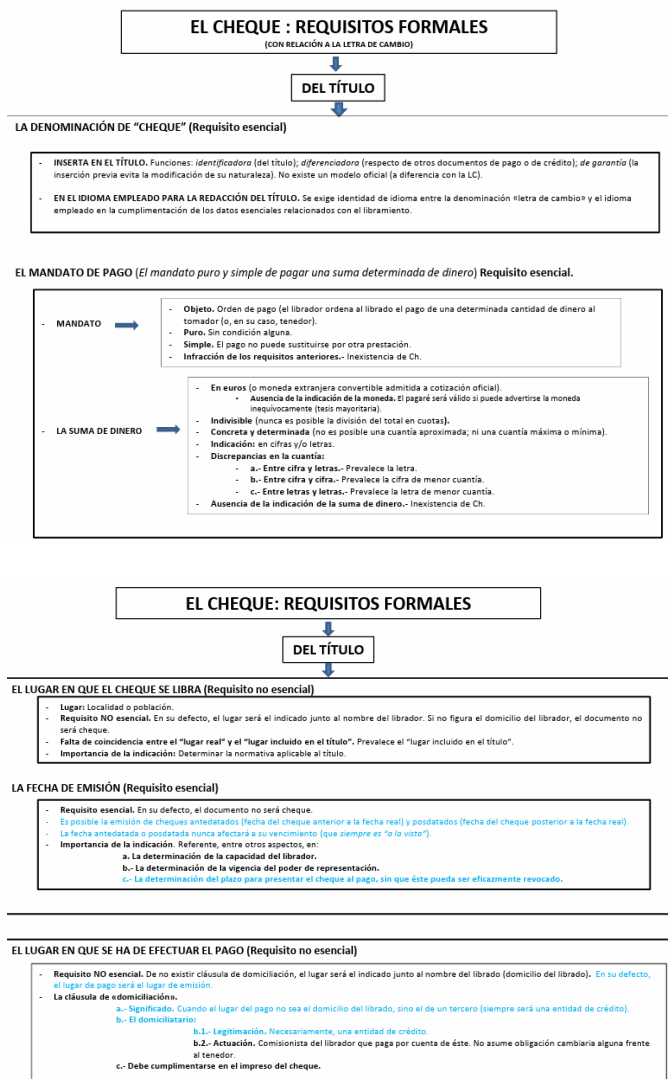 EL CHEQUE : REQUISITOS FORMALES
(CON RELACIÓN A LA LETRA DE CAMBIO)
DEL TÍTULO
LA DENOMINACIÓN DE “CHEQUE” (Requisito esencial)
- INSERTA EN EL TÍTULO. Funciones: identificadora (del título); diferenciadora (respecto de otros documentos de pago o de crédito); de garantía (la
inserción previa evita la modificación de su naturaleza). No existe un modelo oficial (a diferencia con la LC).
- EN EL IDIOMA EMPLEADO PARA LA REDACCIÓN DEL TÍTULO. Se exige identidad de idioma entre la denominación «letra de cambio» y el idioma
empleado en la cumplimentación de los datos esenciales relacionados con el libramiento.
EL MANDATO DE PAGO (El mandato puro y simple de pagar una suma determinada de dinero) Requisito esencial.
- MANDATO
- Objeto. Orden de pago (el librador ordena al librado el pago de una determinada cantidad de dinero al
tomador (o, en su caso, tenedor).
- Puro. Sin condición alguna.
- Simple. El pago no puede sustituirse por otra prestación.
- Infracción de los requisitos anteriores.- Inexistencia de Ch.
- LA SUMA DE DINERO
- En euros (o moneda extranjera convertible admitida a cotización oficial).
• Ausencia de la indicación de la moneda. El pagaré será válido si puede advertirse la moneda
inequívocamente (tesis mayoritaria).
- Indivisible (nunca es posible la división del total en cuotas).
- Concreta y determinada (no es posible una cuantía aproximada; ni una cuantía máxima o mínima).
- Indicación: en cifras y/o letras.
- Discrepancias en la cuantía:
- a.- Entre cifra y letras.- Prevalece la letra.
- b.- Entre cifra y cifra.- Prevalece la cifra de menor cuantía.
- c.- Entre letras y letras.- Prevalece la letra de menor cuantía.
- Ausencia de la indicación de la suma de dinero.- Inexistencia de Ch.
EL CHEQUE: REQUISITOS FORMALES
DEL TÍTULO
EL LUGAR EN QUE EL CHEQUE SE LIBRA (Requisito no esencial)
- Lugar: Localidad o población.
- Requisito NO esencial. En su defecto, el lugar será el indicado junto al nombre del librador. Si no figura el domicilio del librador, el documento no
será cheque.
- Falta de coincidencia entre el “lugar real” y el “lugar incluido en el título”. Prevalece el “lugar incluido en el título”.
- Importancia de la indicación: Determinar la normativa aplicable al título.
LA FECHA DE EMISIÓN (Requisito esencial)
- Requisito esencial. En su defecto, el documento no será cheque.
- Es posible la emisión de cheques antedatados (fecha del cheque anterior a la fecha real) y posdatados (fecha del cheque posterior a la fecha real).
- La fecha antedatada o posdatada nunca afectará a su vencimiento (que siempre es “a la vista”).
- Importancia de la indicación. Referente, entre otros aspectos, en:
a. La determinación de la capacidad del librador.
b.- La determinación de la vigencia del poder de representación.
c.- La determinación del plazo para presentar el cheque al pago, sin que éste pueda ser eficazmente revocado.
EL LUGAR EN QUE SE HA DE EFECTUAR EL PAGO (Requisito no esencial)
- Requisito NO esencial. De no existir cláusula de domiciliación, el lugar será el indicado junto al nombre del librado (domicilio del librado). En su defecto,
el lugar de pago será el lugar de emisión.
- La cláusula de «domiciliación».
a.- Significado. Cuando el lugar del pago no sea el domicilio del librado, sino el de un tercero (siempre será una entidad de crédito).
b.- El domiciliatario:
b.1.- Legitimación. Necesariamente, una entidad de crédito.
b.2.- Actuación. Comisionista del librador que paga por cuenta de éste. No asume obligación cambiaria alguna frente
al tenedor.
c.- Debe cumplimentarse en el impreso del cheque.